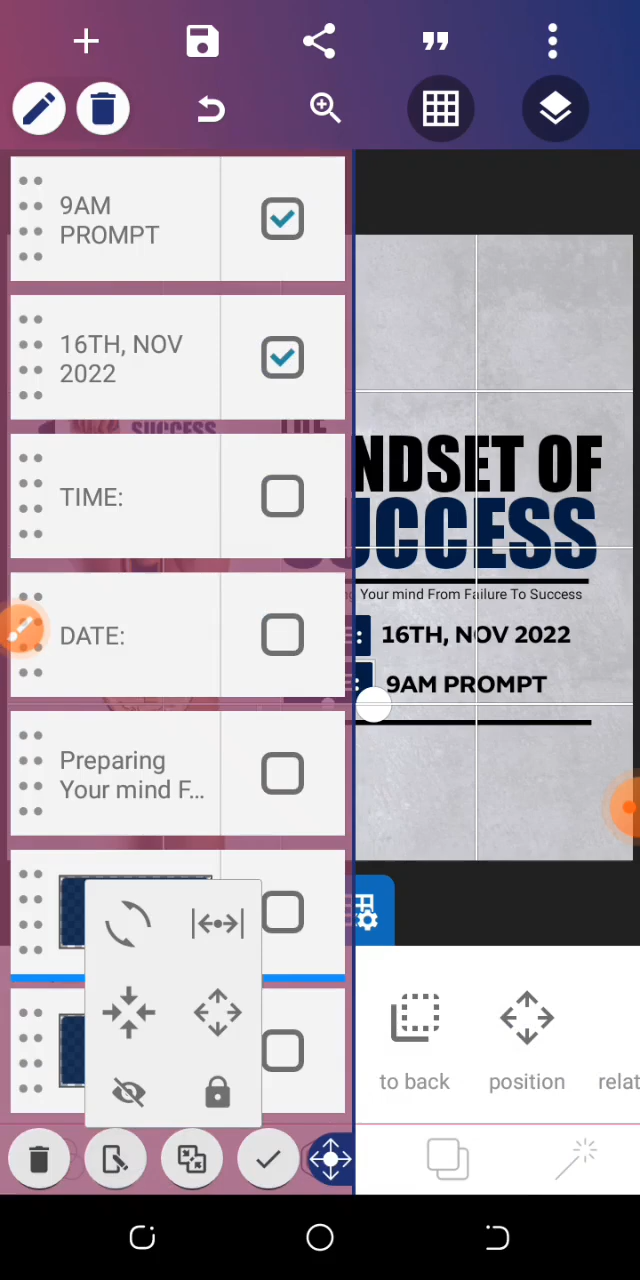 9AM
PROMPT
16TH, NOV
2022
TIME:
DATE:
Preparing
Your mind F...
SUCCESS
NDSET OF
UCCESS
Your mind From Failure To Success
: 16TH, NOV 2022
: 9AM PROMPT
to back
position
relat